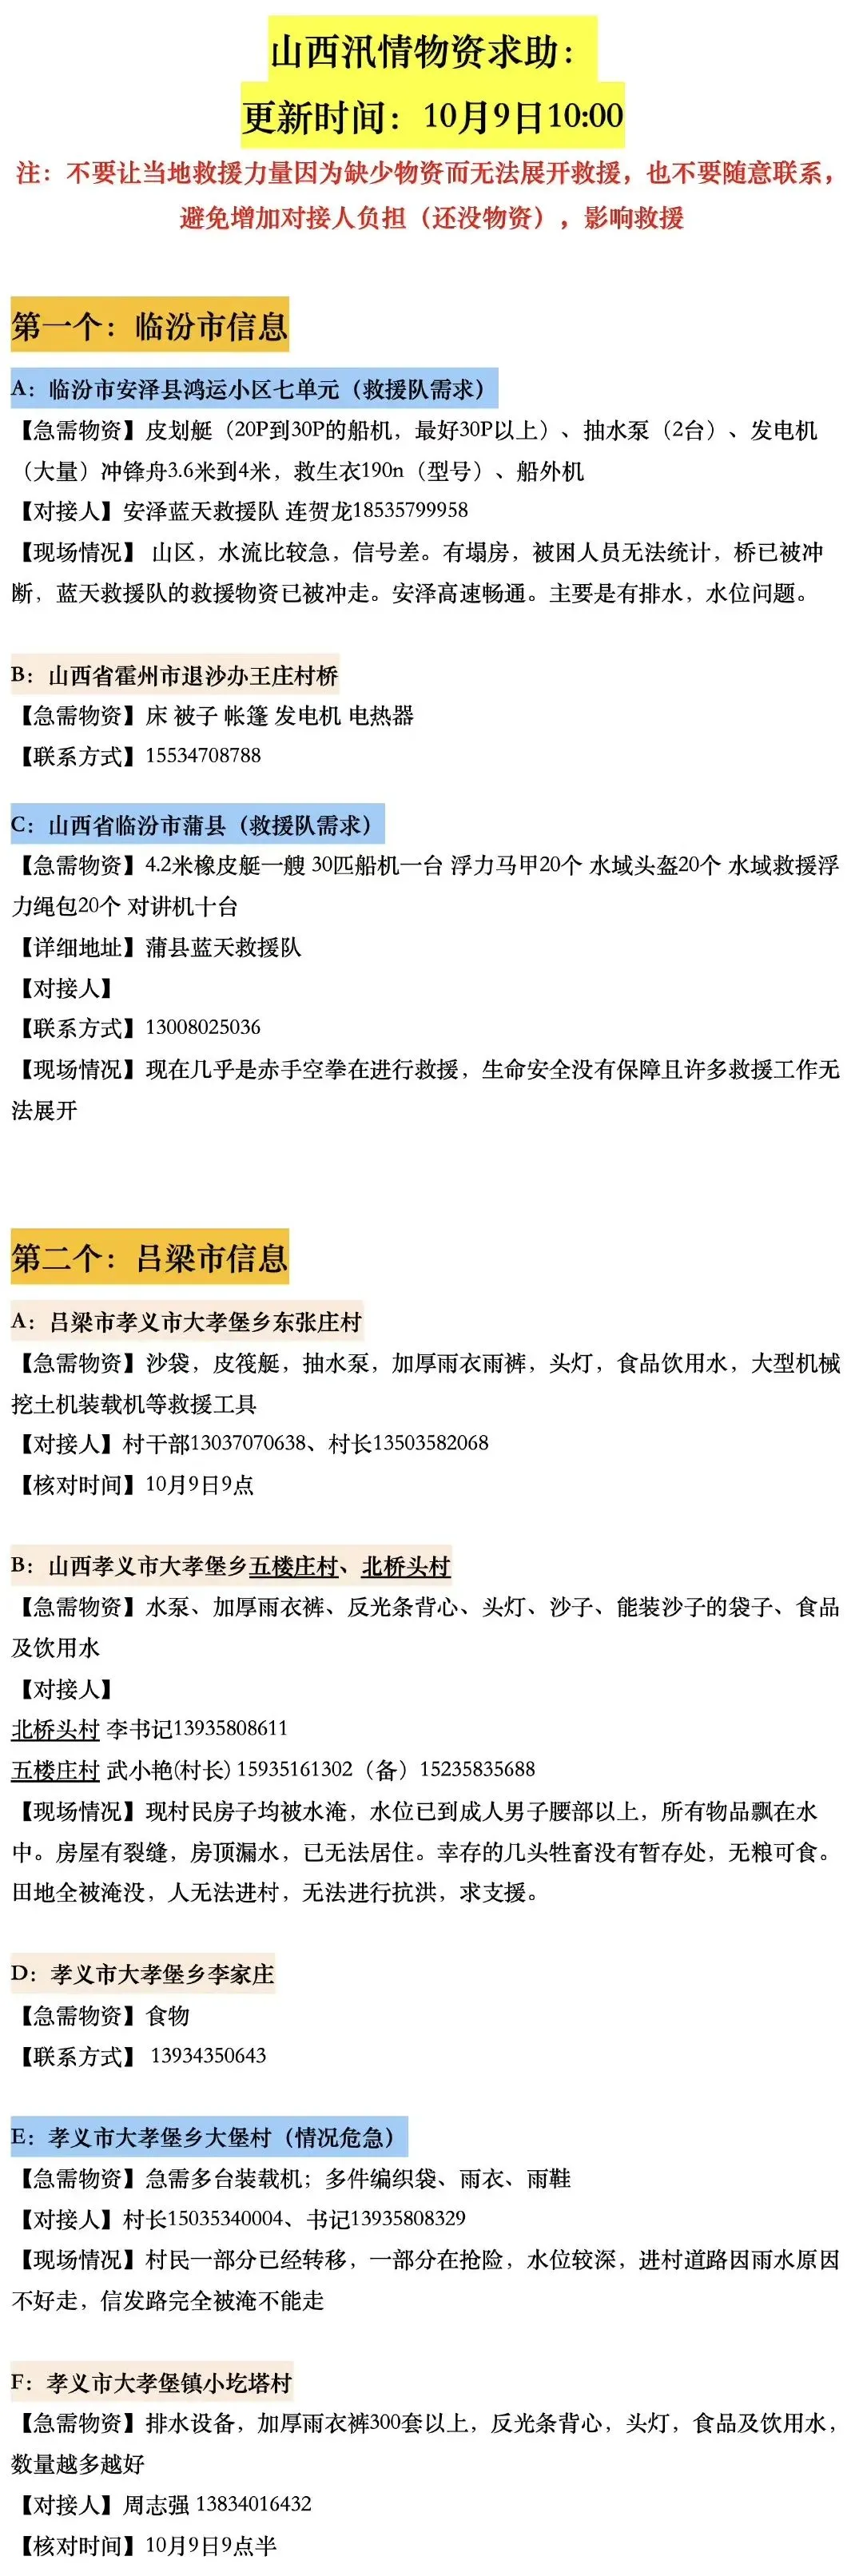 山西汛情物资求助：
更新时间：10月9日10:00
注：不要让当地救援力量因为缺少物资而无法展开救援，也不要随意联系，
避免增加对接人负担（还没物资），影响救援
第一个：临汾市信息
A：临汾市安泽县鸿运小区七单元（救援队需求）
【急需物资】皮划艇（20P到30P的船机，最好30P以上）、抽水泵（2台）、发电机
（大量）冲锋舟3.6米到4米，救生衣190n（型号）、船外机
【对接人】安泽蓝天救援队 连贺龙18535799958
【现场情况】 山区，水流比较急，信号差。有塌房，被困人员无法统计，桥已被冲
断，蓝天救援队的救援物资已被冲走。安泽高速畅通。主要是有排水，水位问题。
B：山西省霍州市退沙办王庄村桥
【急需物资】床 被子 帐篷 发电机 电热器
【联系方式】15534708788
C：山西省临汾市蒲县（救援队需求）
【急需物资】4.2米橡皮艇一艘 30匹船机一台 浮力马甲20个 水域头盔20个 水域救援浮
力绳包20个 对讲机十台
【详细地址】蒲县蓝天救援队
【对接人】
【联系方式】13008025036
【现场情况】现在几乎是赤手空拳在进行救援，生命安全没有保障且许多救援工作无
法展开
第二个：吕梁市信息
A：吕梁市孝义市大孝堡乡东张庄村
【急需物资】沙袋，皮筏艇，抽水泵，加厚雨衣雨裤，头灯，食品饮用水，大型机械
挖土机装载机等救援工具
【对接人】村干部13037070638、村长13503582068
【核对时间】10月9日9点
B：山西孝义市大孝堡乡五楼庄村、北桥头村
【急需物资】水泵、加厚雨衣裤、反光条背心、头灯、沙子、能装沙子的袋子、食品
及饮用水
【对接人】
北桥头村 李书记13935808611
五楼庄村 武小艳(村长) 15935161302（备）15235835688
【现场情况】现村民房子均被水淹，水位已到成人男子腰部以上，所有物品飘在水
中。房屋有裂缝，房顶漏水，已无法居住。幸存的几头牲畜没有暂存处，无粮可食。
田地全被淹没，人无法进村，无法进行抗洪，求支援。
D：孝义市大孝堡乡李家庄
【急需物资】食物
【联系方式】 13934350643
E：孝义市大孝堡乡大堡村（情况危急）
【急需物资】急需多台装载机；多件编织袋、雨衣、雨鞋
【对接人】村长15035340004、书记13935808329
【现场情况】村民一部分已经转移，一部分在抢险，水位较深，进村道路因雨水原因
不好走，信发路完全被淹不能走
F：孝义市大孝堡镇小圪塔村
【急需物资】排水设备，加厚雨衣裤300套以上，反光条背心，头灯，食品及饮用水，
数量越多越好
【对接人】周志强 13834016432
【核对时间】10月9日9点半